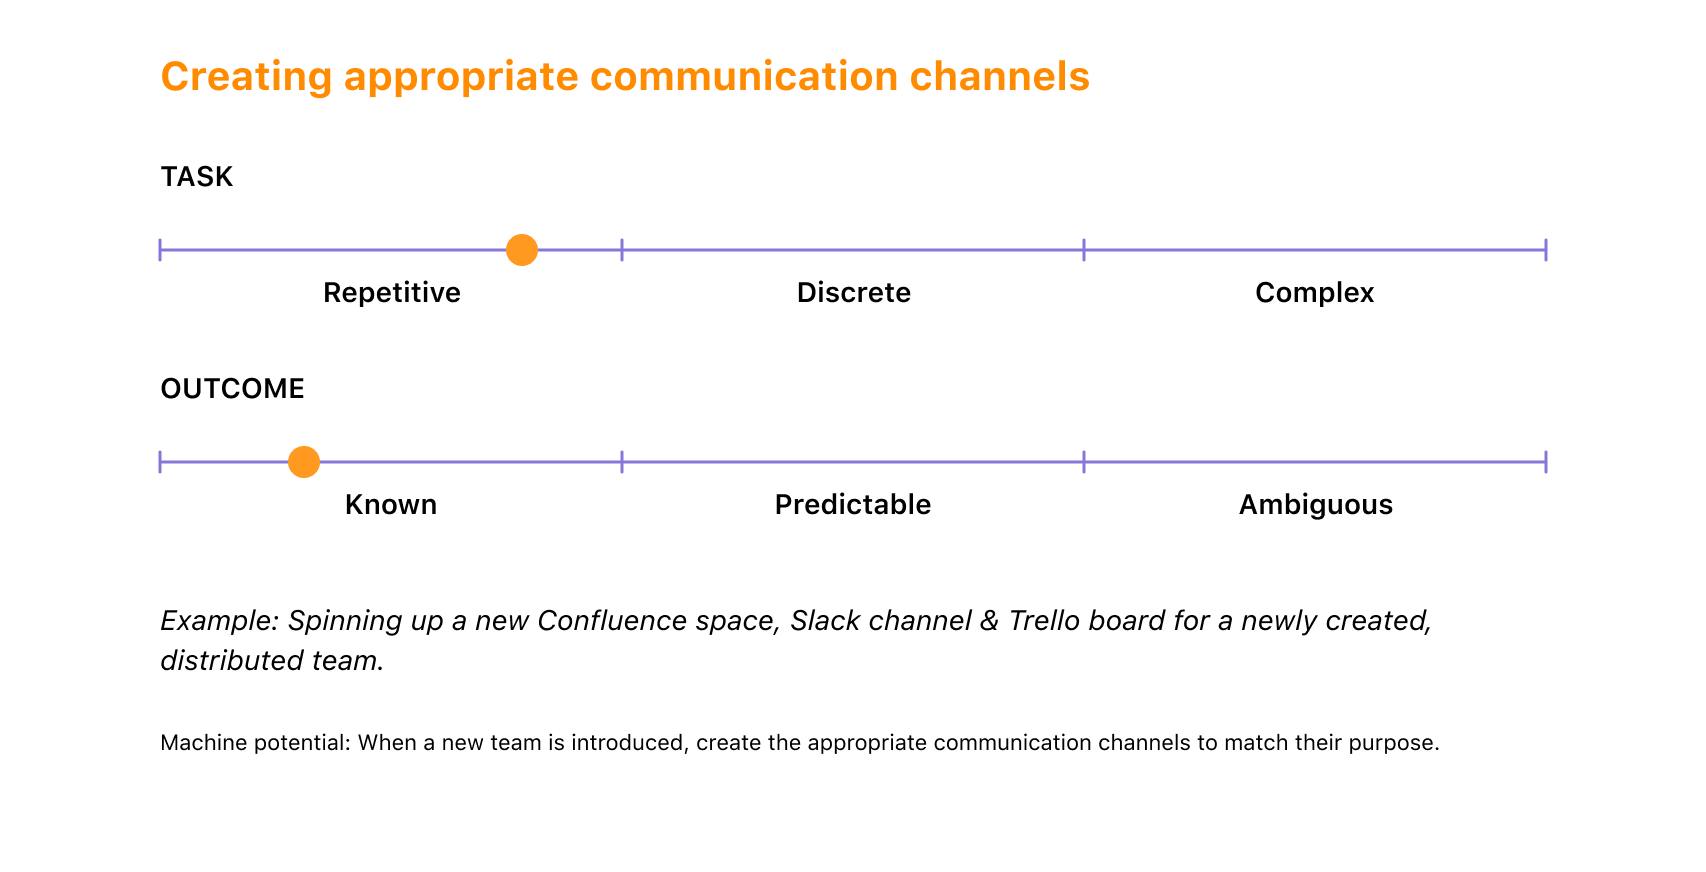 Creating appropriate communication channels
TASK
Repetitive
Discrete
Complex
OUTCOME
Known
Predictable
Ambiguous
Example: Spinning up a new Confluence space, Slack channel & Trello board for a newly created,
distributed team.
Machine potential: When a new team is introduced, create the appropriate communication channels to match their purpose.